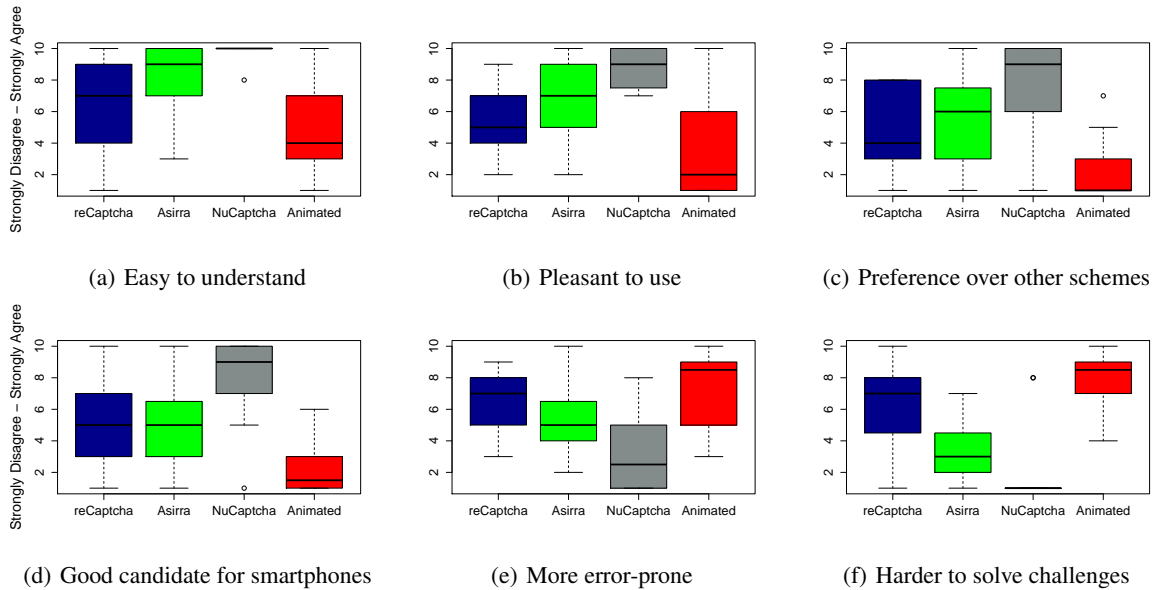 Strongly Disagree − Strongly Agree
2 4 6 8 10
reCaptcha Asirra NuCaptcha Animated
2 4 6 8 10
reCaptcha Asirra NuCaptcha Animated
2 4 6 8 10
reCaptcha Asirra NuCaptcha Animated
(a) Easy to understand
(b) Pleasant to use
(c) Preference over other schemes
Strongly Disagree − Strongly Agree
2 4 6 8 10
reCaptcha Asirra NuCaptcha Animated
2 4 6 8 10
reCaptcha Asirra NuCaptcha Animated
2 4 6 8 10
reCaptcha Asirra NuCaptcha Animated
(d) Good candidate for smartphones
(e) More error-prone
(f) Harder to solve challenges